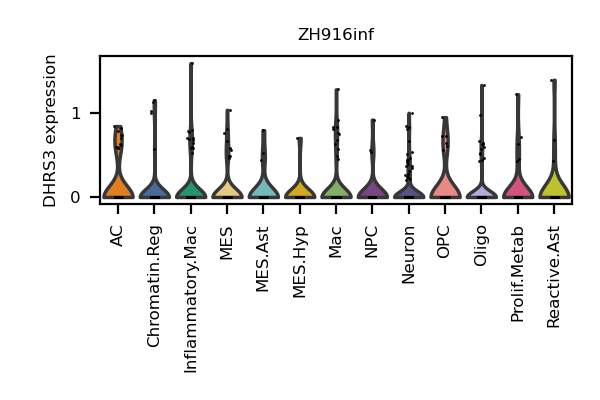 ZH916inf
DHRS3 expression
1
0
AC
Chromatin.Reg
Inflammatory.Mac
MES
MES.Ast
MES.Hyp
Mac
NPC
Neuron
OPC
Oligo
Prolif.Metab
Reactive.Ast